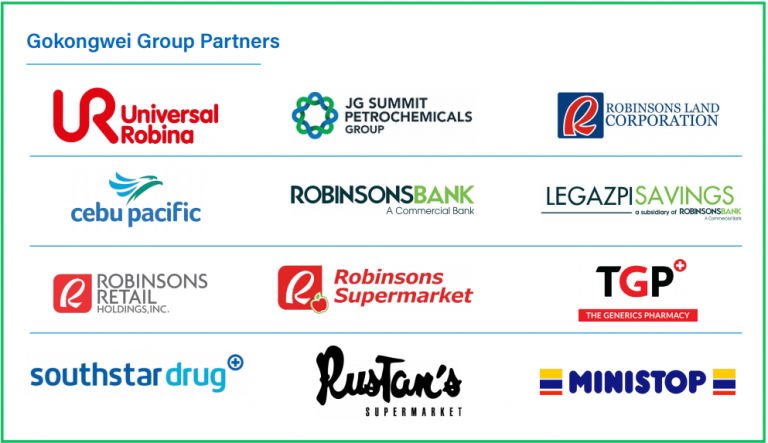 Gokongwei Group Partners
UR Universal
Robina
JG SUMMIT
PETROCHEMICALS
GROUP
R ROBINSONS LAND
CORPORATION
cebu pacific
ROBINSONSBANK
A Commercial Bank
LEGAZPISAVINGS
a subsidiary of ROBINSONSBANK
A Commercial Bank
R ROBINSONS
RETAIL
HOLDINGS,INC.
R Robinsons
Supermarket
TGP
THE GENERICS PHARMACY
southstar drug
Rustan's
SUPERMARKET
MINISTOP